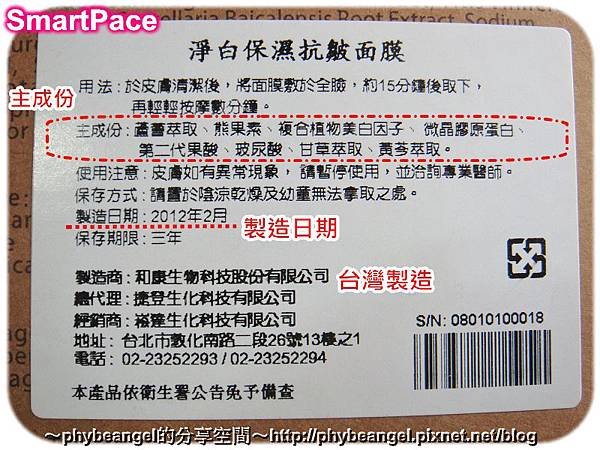 Scutellaria Baicalensis Root Extract, Sodium
SmartPace
淨白保濕抗皺面膜
用法：於皮膚清潔後，將面膜敷於全臉，約15分鐘後取下，
再輕輕按摩數分鐘。
主成份
主成份：蘆薈萃取、熊果素、複合植物美白因子、微晶膠原蛋白、
第二代果酸、玻尿酸、甘草萃取、黃芩萃取。
使用注意：皮膚如有異常現象，請暫停使用，並洽詢專業醫師。
保存方式：請置於陰涼乾燥及幼童無法拿取之處。
製造日期：2012年2月
製造日期
保存期限：三年
製造商：和康生物科技股份有限公司
台灣製造
總代理：捷登生化科技有限公司
經銷商：崧達生化科技有限公司
地址：台北市敦化南路二段26號13樓之1
電話：02-23252293 / 02-23252294
S/N: 08010100018
本產品依衛生署公告免予備查
～phybeangel的分享空間～http://phybeangel.pixnet.net/blog